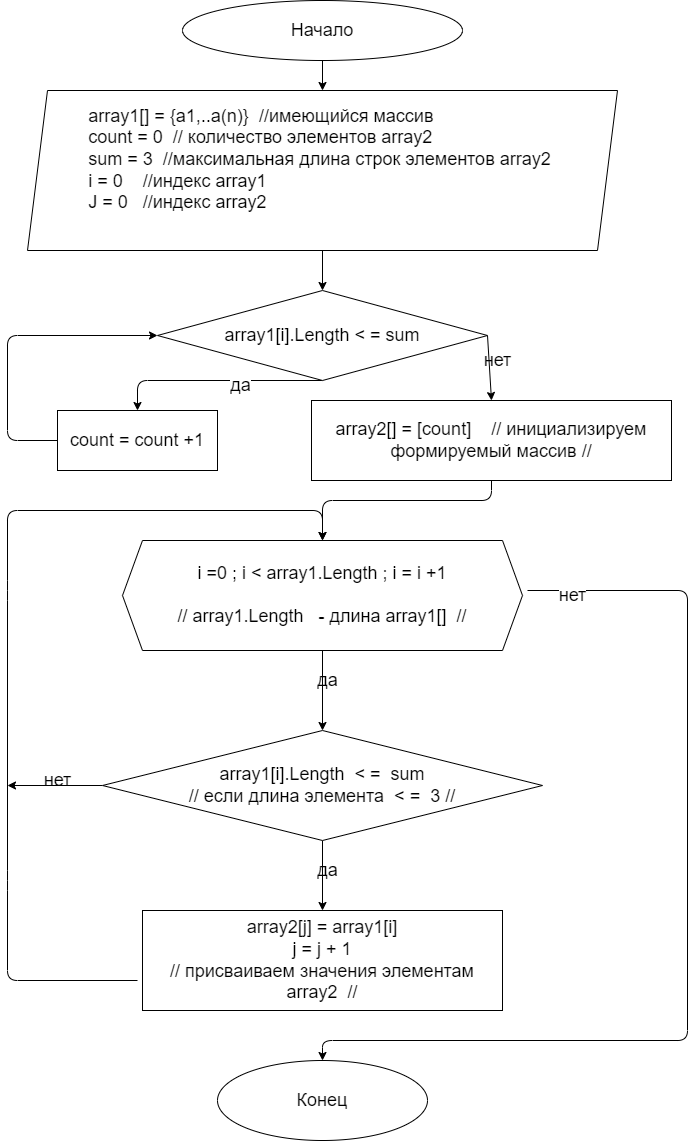 Начало
array1[] = {a1,..a(n)} //имеющийся массив
count = 0 // количество элементов array2
sum = 3 //максимальная длина строк элементов array2
i = 0 //индекс array1
J = 0 //индекс array2
array1[i].Length < = sum
нет
да
count = count +1
array2[] = [count] // инициализируем
формируемый массив //
i =0 ; i < array1.Length ; i = i +1
// array1.Length - длина array1[] //
нет
да
array1[i].Length < = sum
// если длина элемента < = 3 //
нет
да
array2[j] = array1[i]
j = j + 1
// присваиваем значения элементам
array2 //
Конец